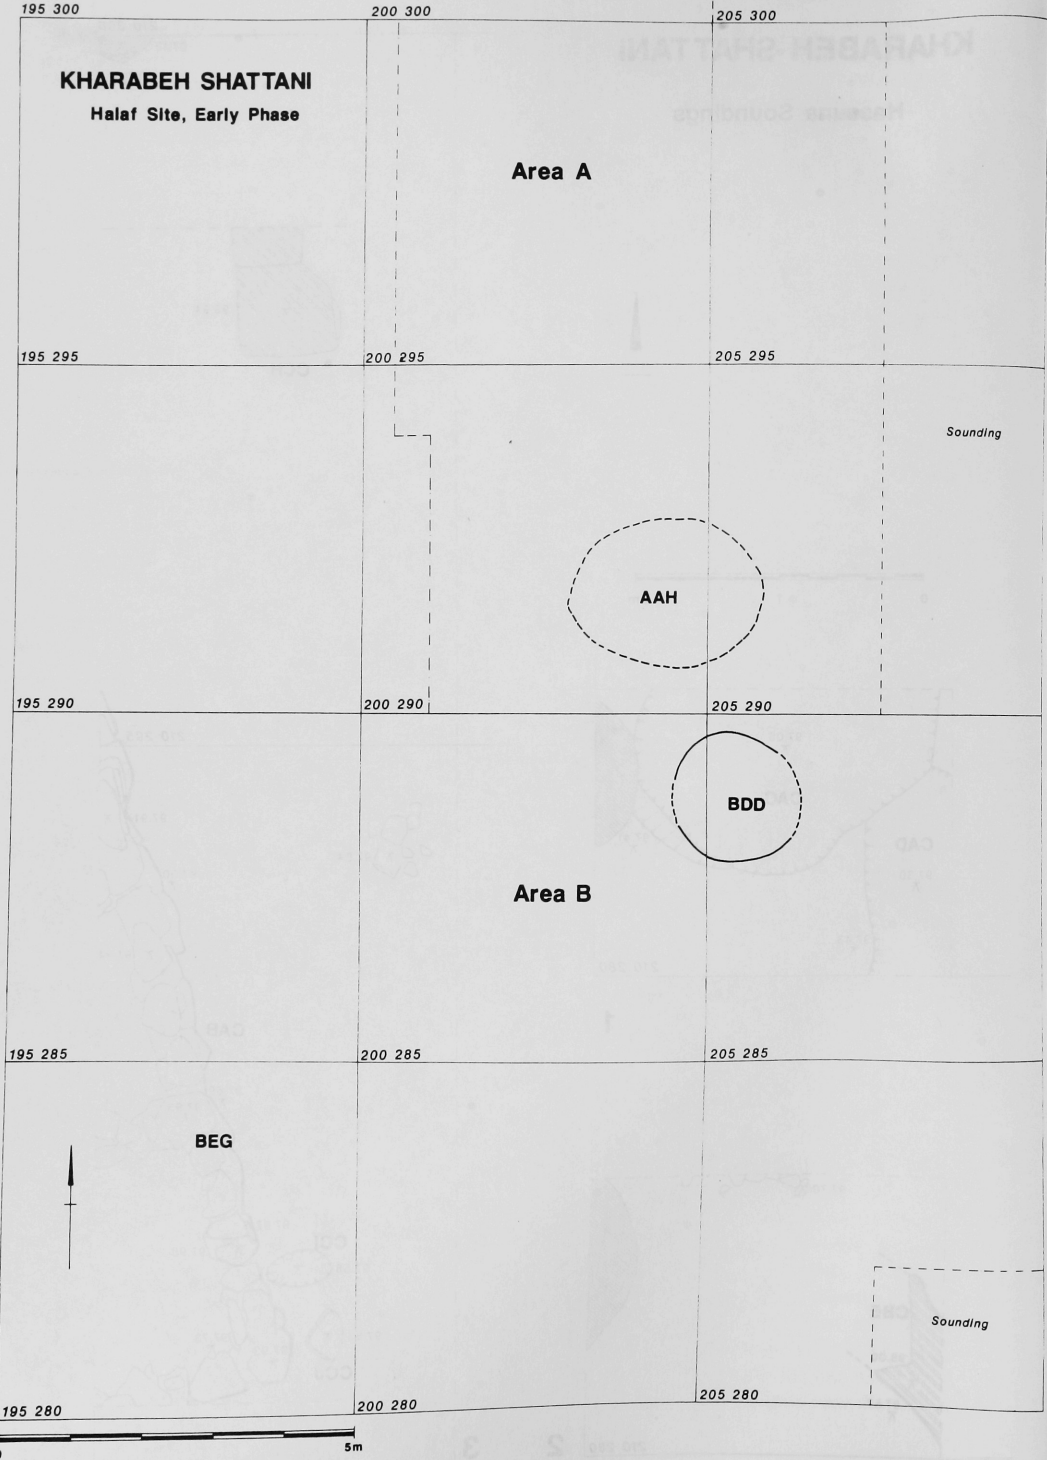 195 300
200 300
205 300
KHARABEH SHATTANI
Halaf Site, Early Phase
Area A
195 295
200 295
205 295
Sounding
AAH
195 290
200 290
205 290
BDD
Area B
195 285
200 285
205 285
BEG
Sounding
195 280
200 280
205 280
5m